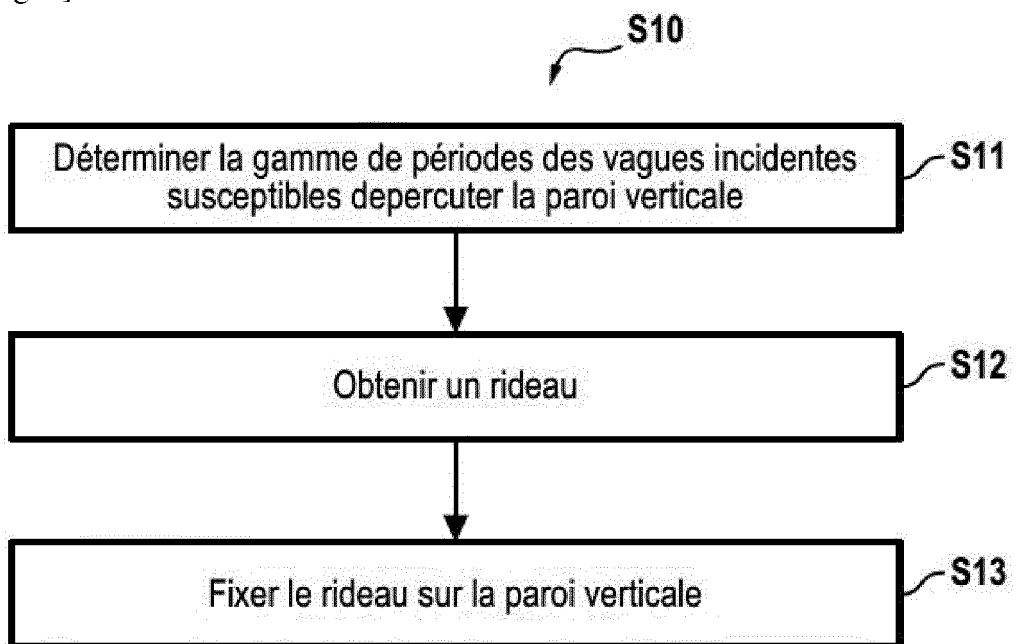 S10
Déterminer la gamme de périodes des vagues incidentes
susceptibles depercuter la paroi verticale
S11
Obtenir un rideau
S12
Fixer le rideau sur la paroi verticale
S13